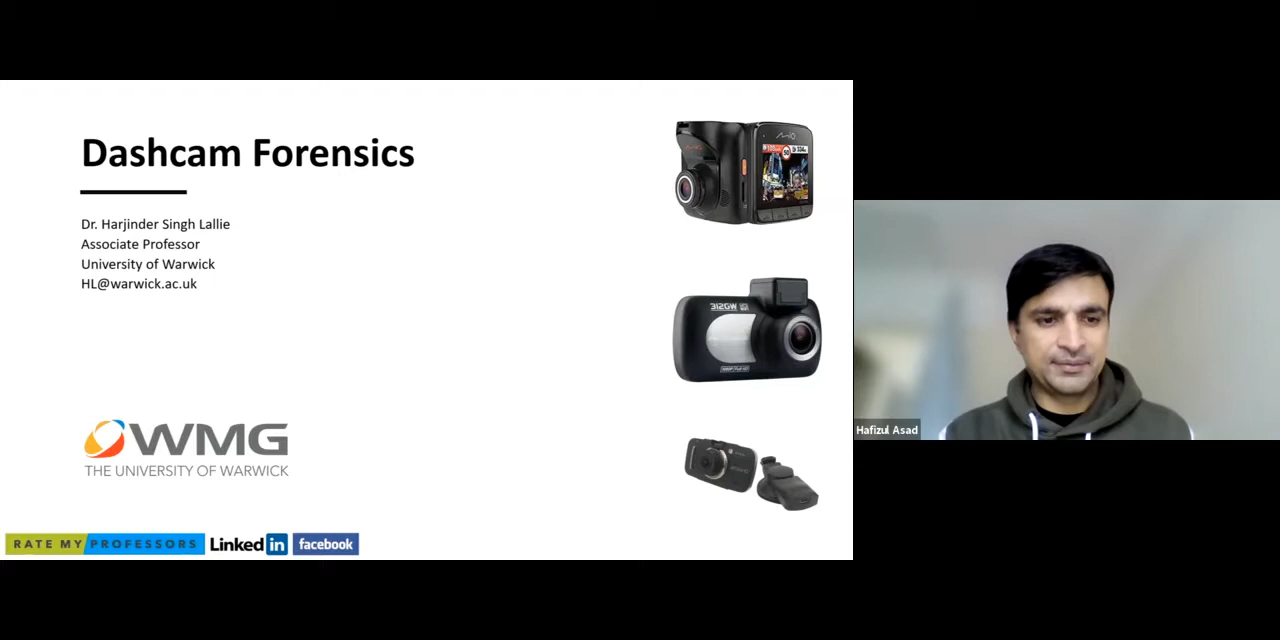 Dashcam Forensics
Dr. Harjinder Singh Lallie
Associate Professor
University of Warwick
HL@warwick.ac.uk
WMG
THE UNIVERSITY OF WARWICK
RATE MY PROFESSORS LinkedIn facebook
MiO
312GW
Hafizul Asad